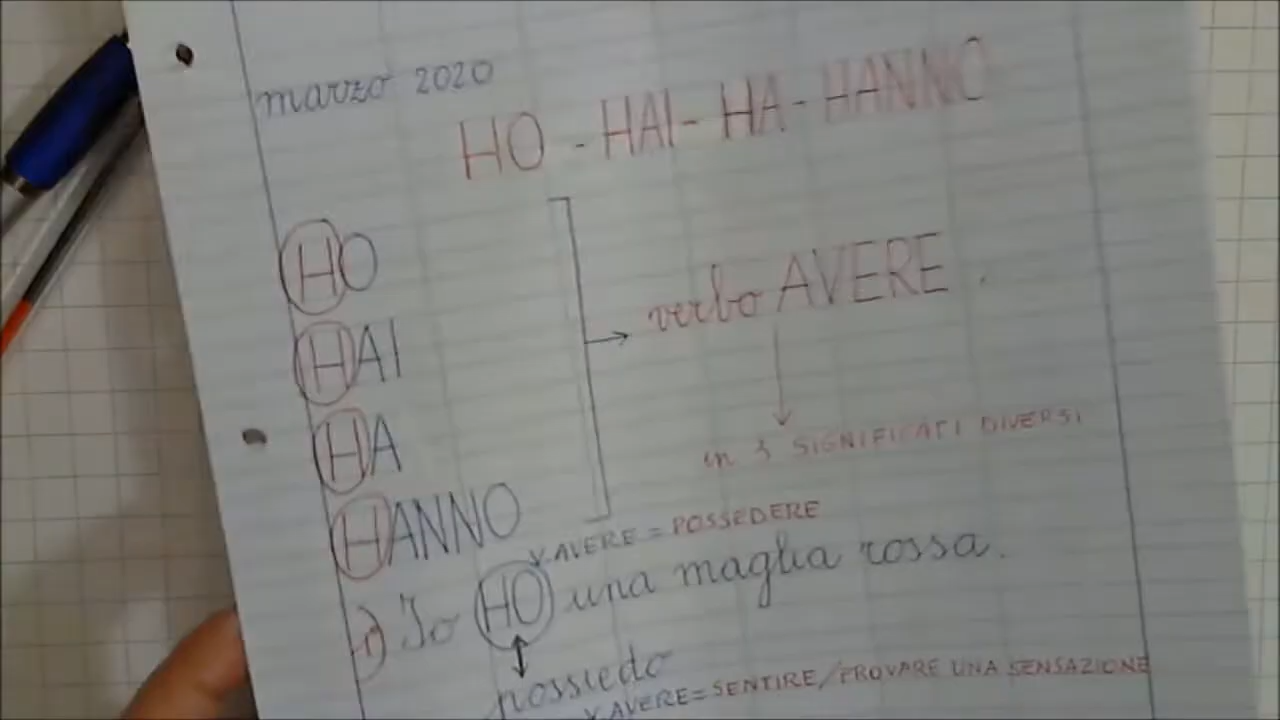 marzo 2020
HO - HAI - HA - HANNO
HO
HAI
HA
HANNO
verbo AVERE.
in 3 SIGNIFICATI DIVERSI
V. AVERE = POSSEDERE
1) Io HO una maglia rossa.
possiedo
V. AVERE = SENTIRE/PROVARE UNA SENSAZIONE